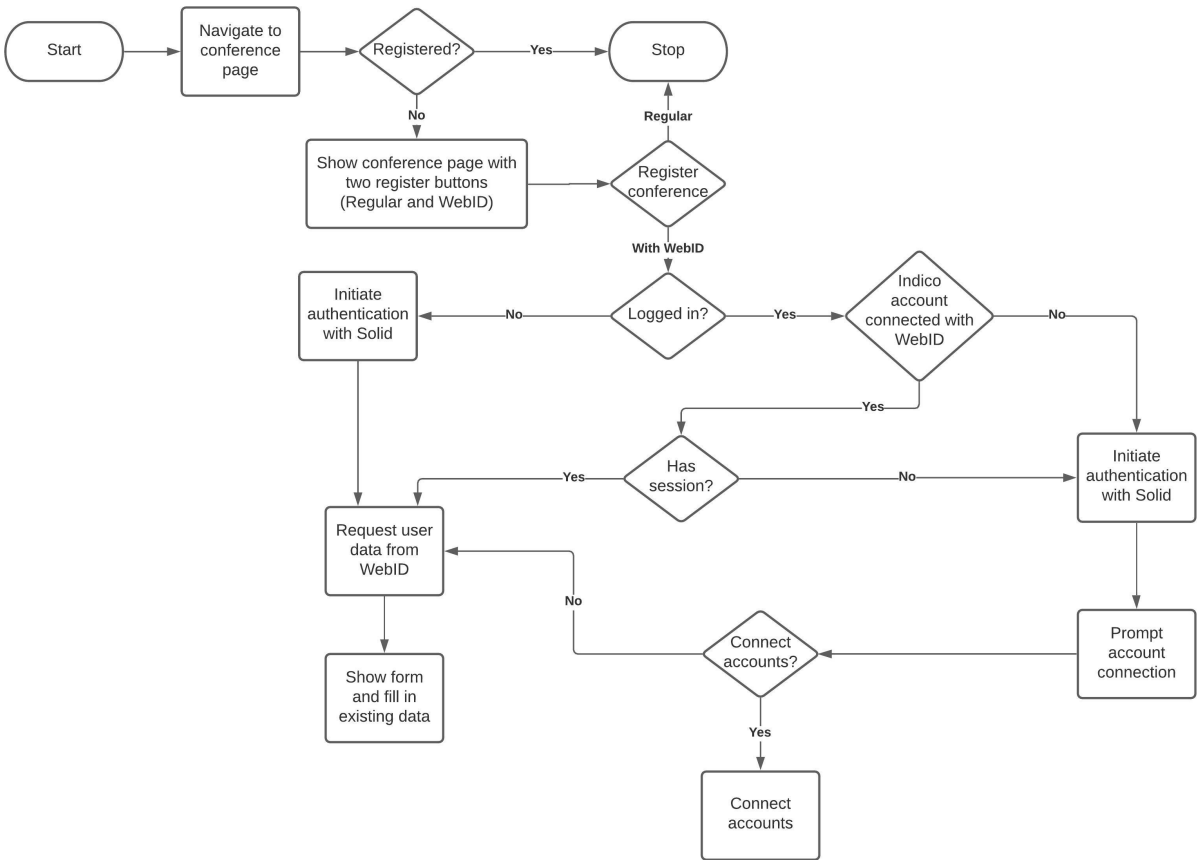 Start
Navigate to
conference
page
Registered?
Yes
Stop
No
Regular
Show conference page with
two register buttons
(Regular and WebID)
Register
conference
With WebID
Initiate
authentication
with Solid
No
Logged in?
Yes
Indico
account
connected with
WebID
No
Yes
Has
session?
Yes
No
Initiate
authentication
with Solid
Request user
data from
WebID
No
Connect
accounts?
Prompt
account
connection
Show form
and fill in
existing data
Yes
Connect
accounts